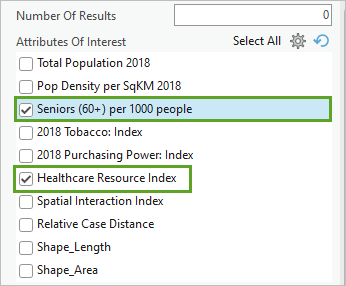 Number Of Results
0
Attributes Of Interest Select All
Total Population 2018
Pop Density per SqKM 2018
Seniors (60+) per 1000 people
2018 Tobacco: Index
2018 Purchasing Power: Index
Healthcare Resource Index
Spatial Interaction Index
Relative Case Distance
Shape_Length
Shape_Area